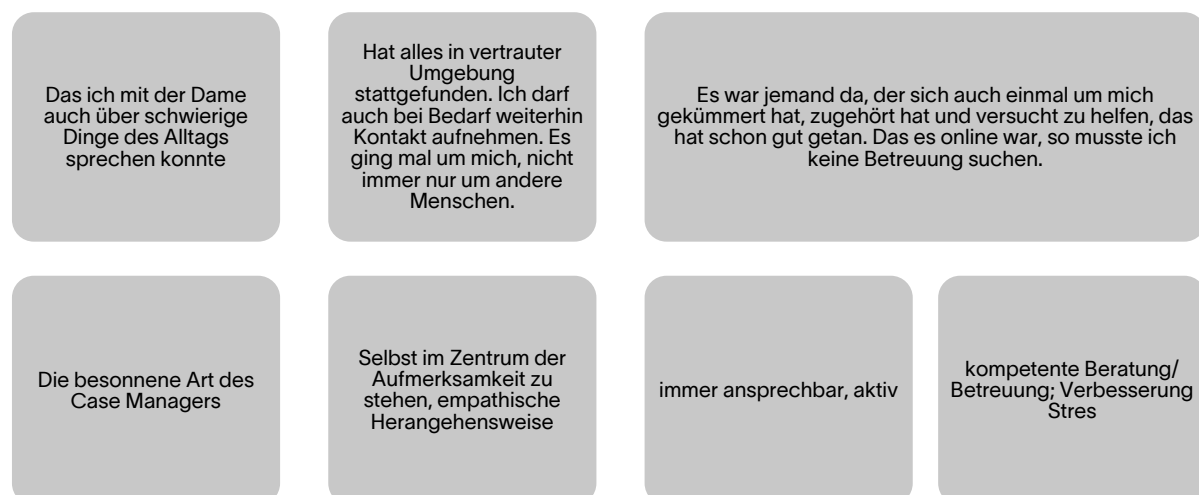 Das ich mit der Dame
auch über schwierige
Dinge des Alltags
sprechen konnte
Hat alles in vertrauter
Umgebung
stattgefunden. Ich darf
auch bei Bedarf weiterhin
Kontakt aufnehmen. Es
ging mal um mich, nicht
immer nur um andere
Menschen.
Es war jemand da, der sich auch einmal um mich
gekümmert hat, zugehört hat und versucht zu helfen, das
hat schon gut getan. Das es online war, so musste ich
keine Betreuung suchen.
Die besonnene Art des
Case Managers
Selbst im Zentrum der
Aufmerksamkeit zu
stehen, empathische
Herangehensweise
immer ansprechbar, aktiv
kompetente Beratung/
Betreuung; Verbesserung
Stres